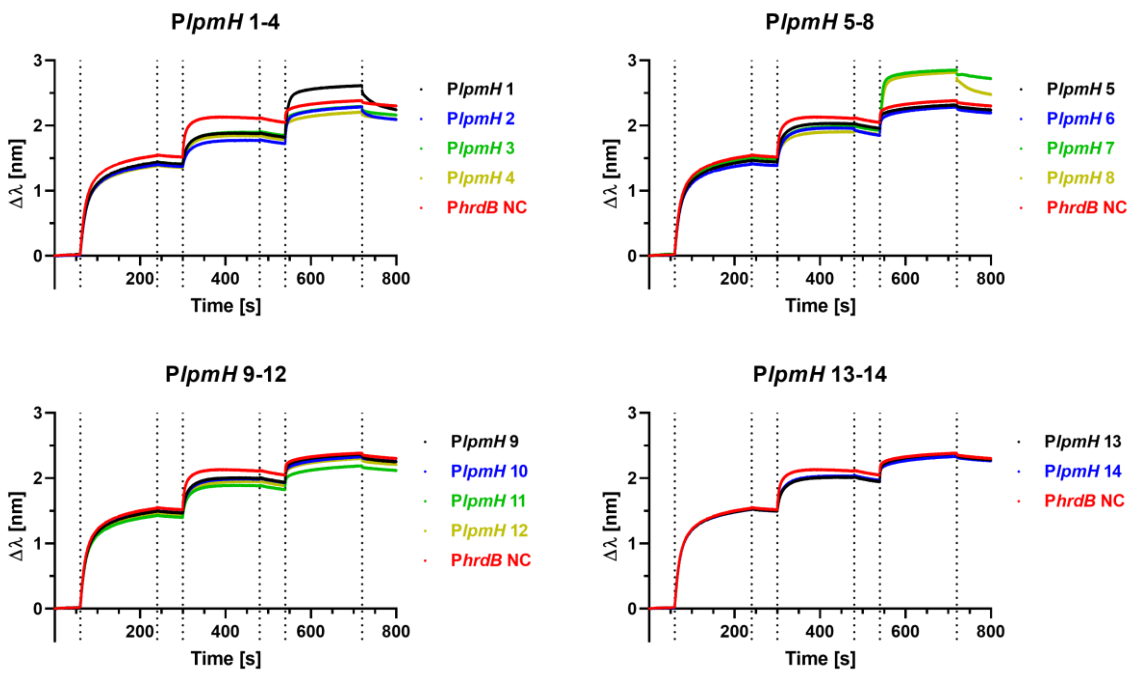 PlpmH 1-4
3
2
1
0
Δλ [nm]
200
400
600
800
Time [s]
PlpmH 1
PlpmH 2
PlpmH 3
PlpmH 4
PhrdB NC
PlpmH 5-8
3
2
1
0
Δλ [nm]
200
400
600
800
Time [s]
PlpmH 5
PlpmH 6
PlpmH 7
PlpmH 8
PhrdB NC
PlpmH 9-12
3
2
1
0
Δλ [nm]
200
400
600
800
Time [s]
PlpmH 9
PlpmH 10
PlpmH 11
PlpmH 12
PhrdB NC
PlpmH 13-14
3
2
1
0
Δλ [nm]
200
400
600
800
Time [s]
PlpmH 13
PlpmH 14
PhrdB NC